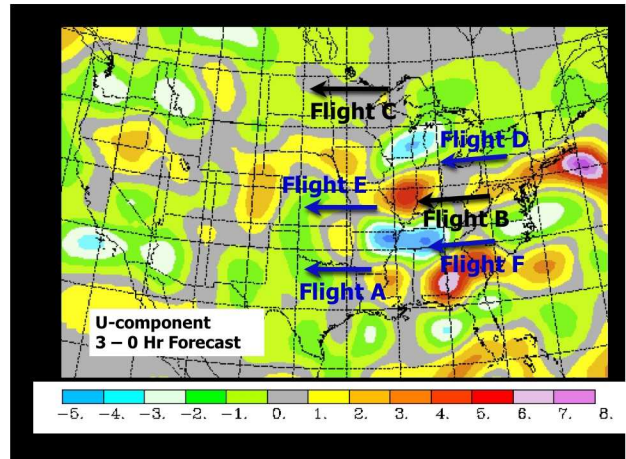 Flight C
Flight D
Flight E
Flight B
Flight F
Flight A
U-component
3 – 0 Hr Forecast
−5. −4. −3. −2. −1. 0. 1. 2. 3. 4. 5. 6. 7. 8.